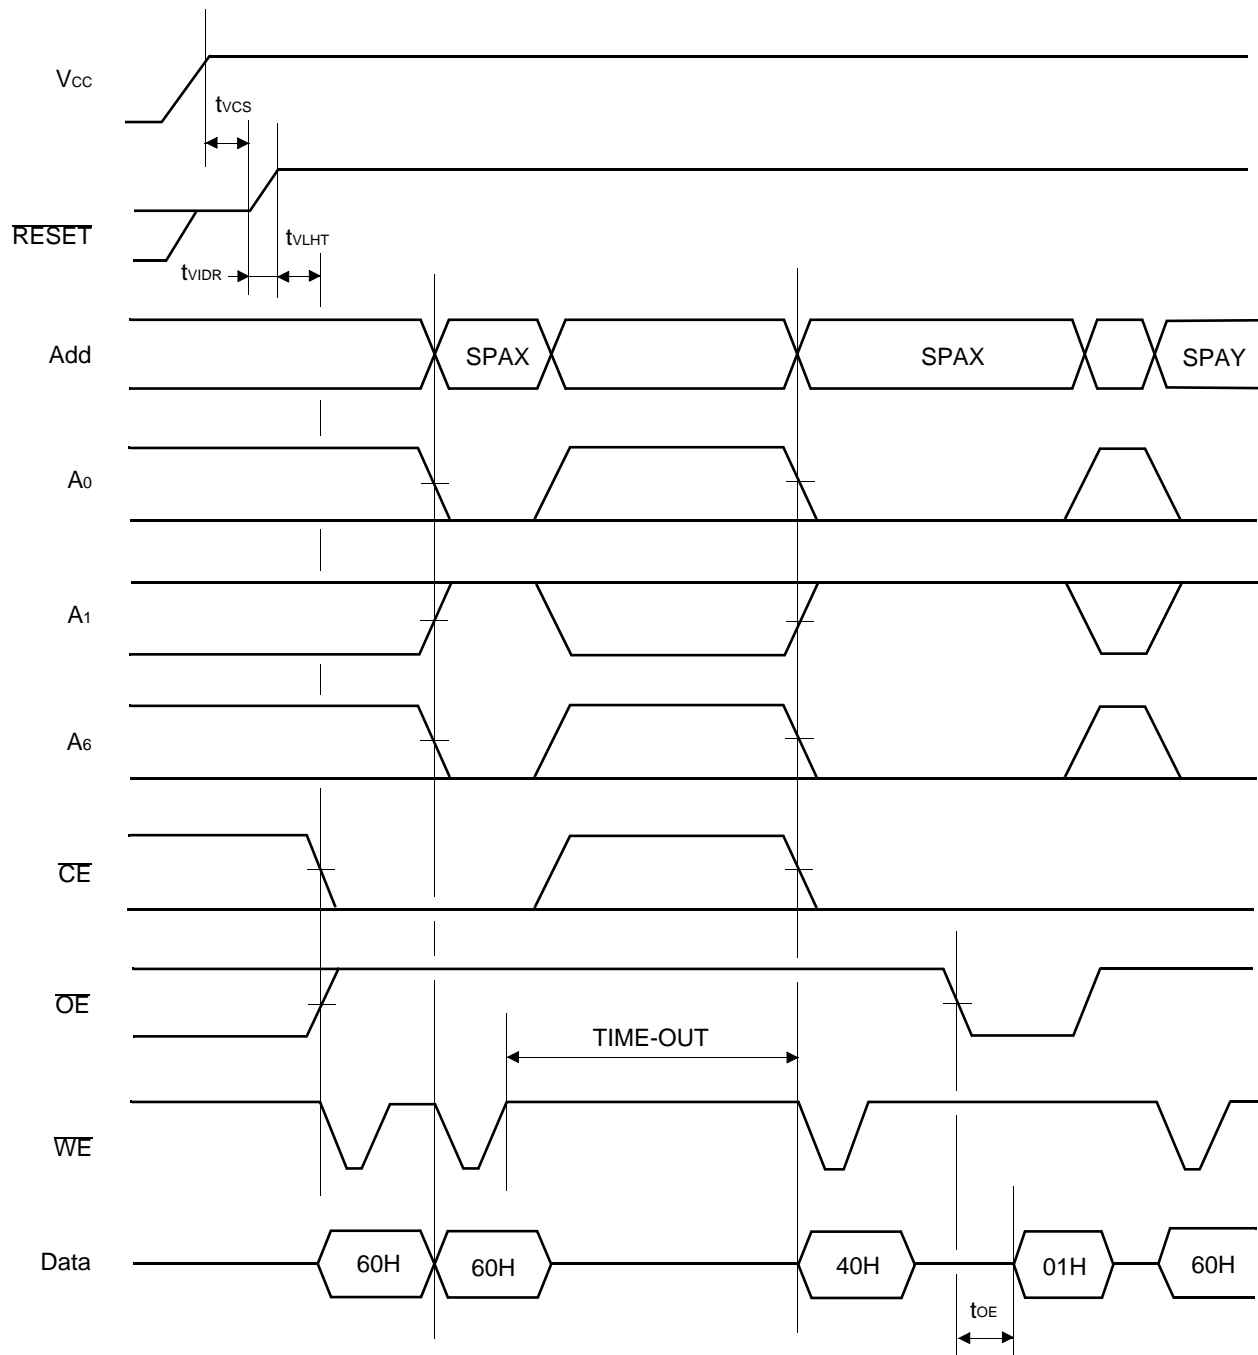 VCC
tVCS
RESET
tVLHT
tVIDR
Add
SPAX
SPAX
SPAY
A0
A1
A6
CE
OE
TIME-OUT
WE
Data
60H
60H
40H
01H
60H
tOE